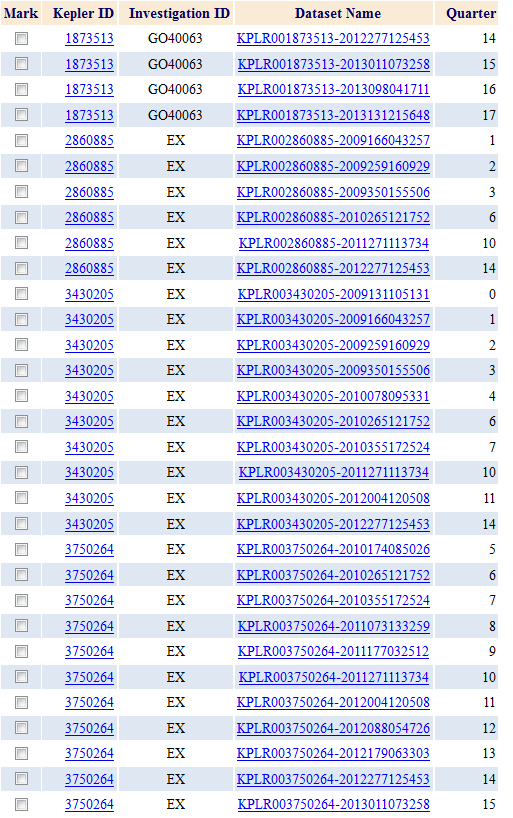 Mark Kepler ID Investigation ID Dataset Name Quarter
1873513 GO40063 KPLR001873513-2012277125453 14
1873513 GO40063 KPLR001873513-2013011073258 15
1873513 GO40063 KPLR001873513-2013098041711 16
1873513 GO40063 KPLR001873513-2013131215648 17
2860885 EX KPLR002860885-2009166043257 1
2860885 EX KPLR002860885-2009259160929 2
2860885 EX KPLR002860885-2009350155506 3
2860885 EX KPLR002860885-2010265121752 6
2860885 EX KPLR002860885-2011271113734 10
2860885 EX KPLR002860885-2012277125453 14
3430205 EX KPLR003430205-2009131105131 0
3430205 EX KPLR003430205-2009166043257 1
3430205 EX KPLR003430205-2009259160929 2
3430205 EX KPLR003430205-2009350155506 3
3430205 EX KPLR003430205-2010078095331 4
3430205 EX KPLR003430205-2010265121752 6
3430205 EX KPLR003430205-2010355172524 7
3430205 EX KPLR003430205-2011271113734 10
3430205 EX KPLR003430205-2012004120508 11
3430205 EX KPLR003430205-2012277125453 14
3750264 EX KPLR003750264-2010174085026 5
3750264 EX KPLR003750264-2010265121752 6
3750264 EX KPLR003750264-2010355172524 7
3750264 EX KPLR003750264-2011073133259 8
3750264 EX KPLR003750264-2011177032512 9
3750264 EX KPLR003750264-2011271113734 10
3750264 EX KPLR003750264-2012004120508 11
3750264 EX KPLR003750264-2012088054726 12
3750264 EX KPLR003750264-2012179063303 13
3750264 EX KPLR003750264-2012277125453 14
3750264 EX KPLR003750264-2013011073258 15